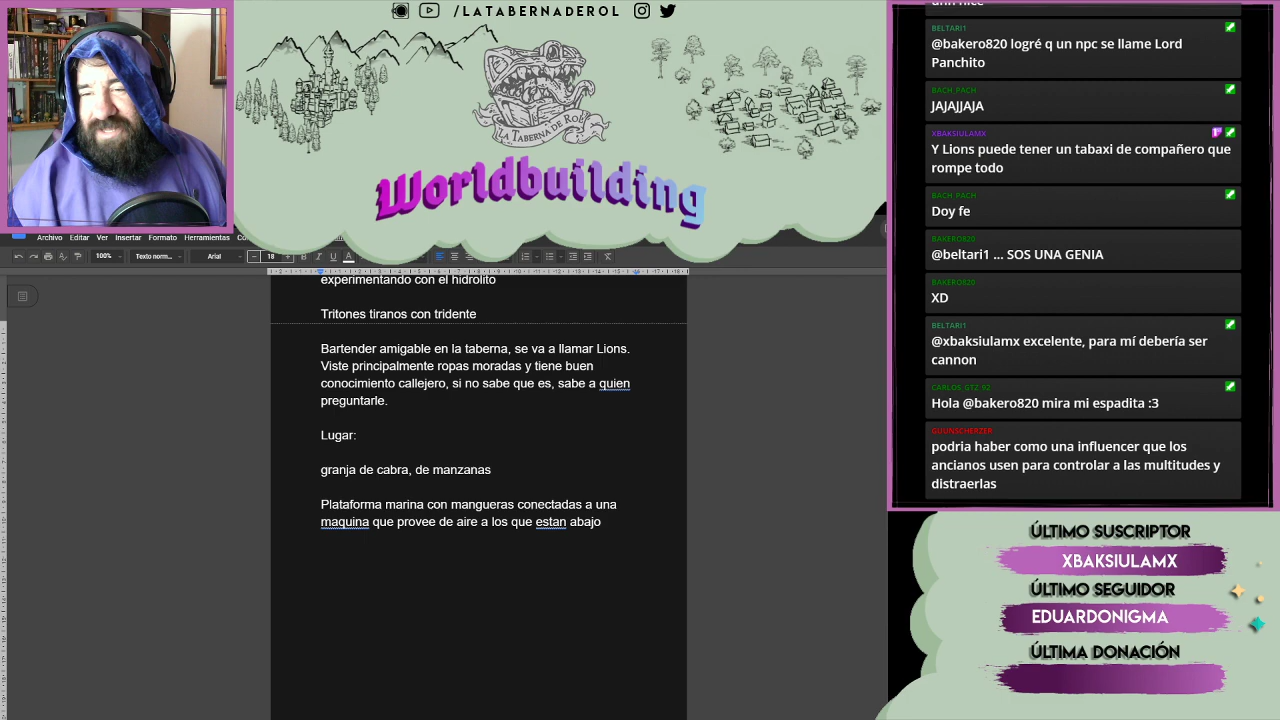 /LATABERNADEROL
LA TABERNA DE ROL
Worldbuilding
Archivo Editar Ver Insertar Formato Herramientas
100% Texto norm... Arial 18
experimentando con el hidrolito
Tritones tiranos con tridente
Bartender amigable en la taberna, se va a llamar Lions.
Viste principalmente ropas moradas y tiene buen
conocimiento callejero, si no sabe que es, sabe a quien
preguntarle.
Lugar:
granja de cabra, de manzanas
Plataforma marina con mangueras conectadas a una
maquina que provee de aire a los que estan abajo
BELTARI1
@bakero820 logré q un npc se llame Lord
Panchito
BACH_PACH
JAJAJJAJA
XBAKSIULAMX
Y Lions puede tener un tabaxi de compañero que
rompe todo
BACH_PACH
Doy fe
BAKERO820
@beltari1 ... SOS UNA GENIA
BAKERO820
XD
BELTARI1
@xbaksiulamx excelente, para mí debería ser
cannon
CARLOS_GTZ_92
Hola @bakero820 mira mi espadita :3
GUUNSCHERZER
podria haber como una influencer que los
ancianos usen para controlar a las multitudes y
distraerlas
ÚLTIMO SUSCRIPTOR
XBAKSIULAMX
ÚLTIMO SEGUIDOR
EDUARDONIGMA
ÚLTIMA DONACIÓN